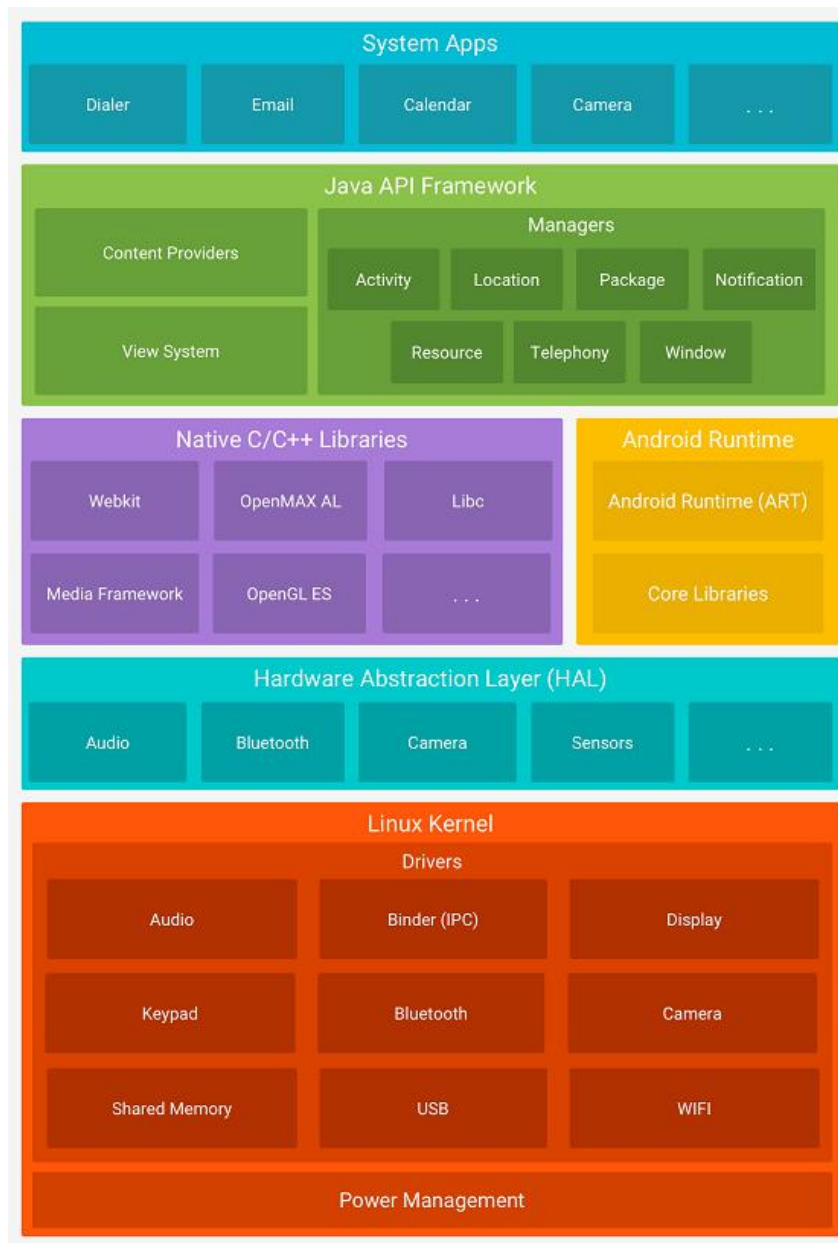 System Apps
Dialer Email Calendar Camera . . .
Java API Framework
Content Providers
View System
Managers
Activity Location Package Notification
Resource Telephony Window
Native C/C++ Libraries
Webkit OpenMAX AL Libc
Media Framework OpenGL ES . . .
Android Runtime
Android Runtime (ART)
Core Libraries
Hardware Abstraction Layer (HAL)
Audio Bluetooth Camera Sensors . . .
Linux Kernel
Drivers
Audio Binder (IPC) Display
Keypad Bluetooth Camera
Shared Memory USB WIFI
Power Management